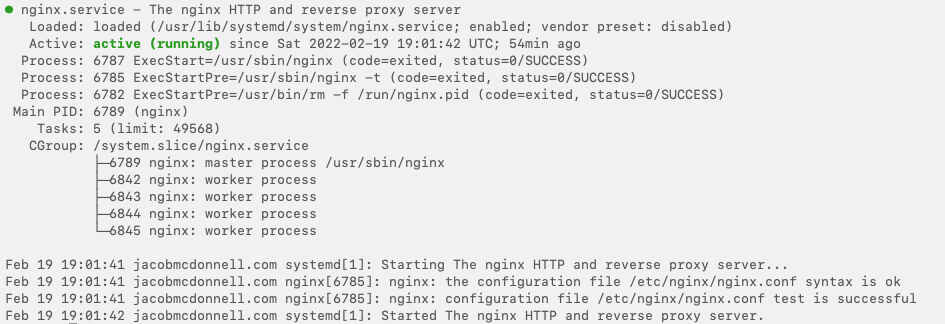 ● nginx.service – The nginx HTTP and reverse proxy server
   Loaded: loaded (/usr/lib/systemd/system/nginx.service; enabled; vendor preset: disabled)
   Active: active (running) since Sat 2022-02-19 19:01:42 UTC; 54min ago
  Process: 6787 ExecStart=/usr/sbin/nginx (code=exited, status=0/SUCCESS)
  Process: 6785 ExecStartPre=/usr/sbin/nginx -t (code=exited, status=0/SUCCESS)
  Process: 6782 ExecStartPre=/usr/bin/rm -f /run/nginx.pid (code=exited, status=0/SUCCESS)
 Main PID: 6789 (nginx)
    Tasks: 5 (limit: 49568)
   CGroup: /system.slice/nginx.service
           ├─6789 nginx: master process /usr/sbin/nginx
           ├─6842 nginx: worker process
           ├─6843 nginx: worker process
           ├─6844 nginx: worker process
           └─6845 nginx: worker process

Feb 19 19:01:41 jacobmcdonnell.com systemd[1]: Starting The nginx HTTP and reverse proxy server...
Feb 19 19:01:41 jacobmcdonnell.com nginx[6785]: nginx: the configuration file /etc/nginx/nginx.conf syntax is ok
Feb 19 19:01:41 jacobmcdonnell.com nginx[6785]: nginx: configuration file /etc/nginx/nginx.conf test is successful
Feb 19 19:01:42 jacobmcdonnell.com systemd[1]: Started The nginx HTTP and reverse proxy server.